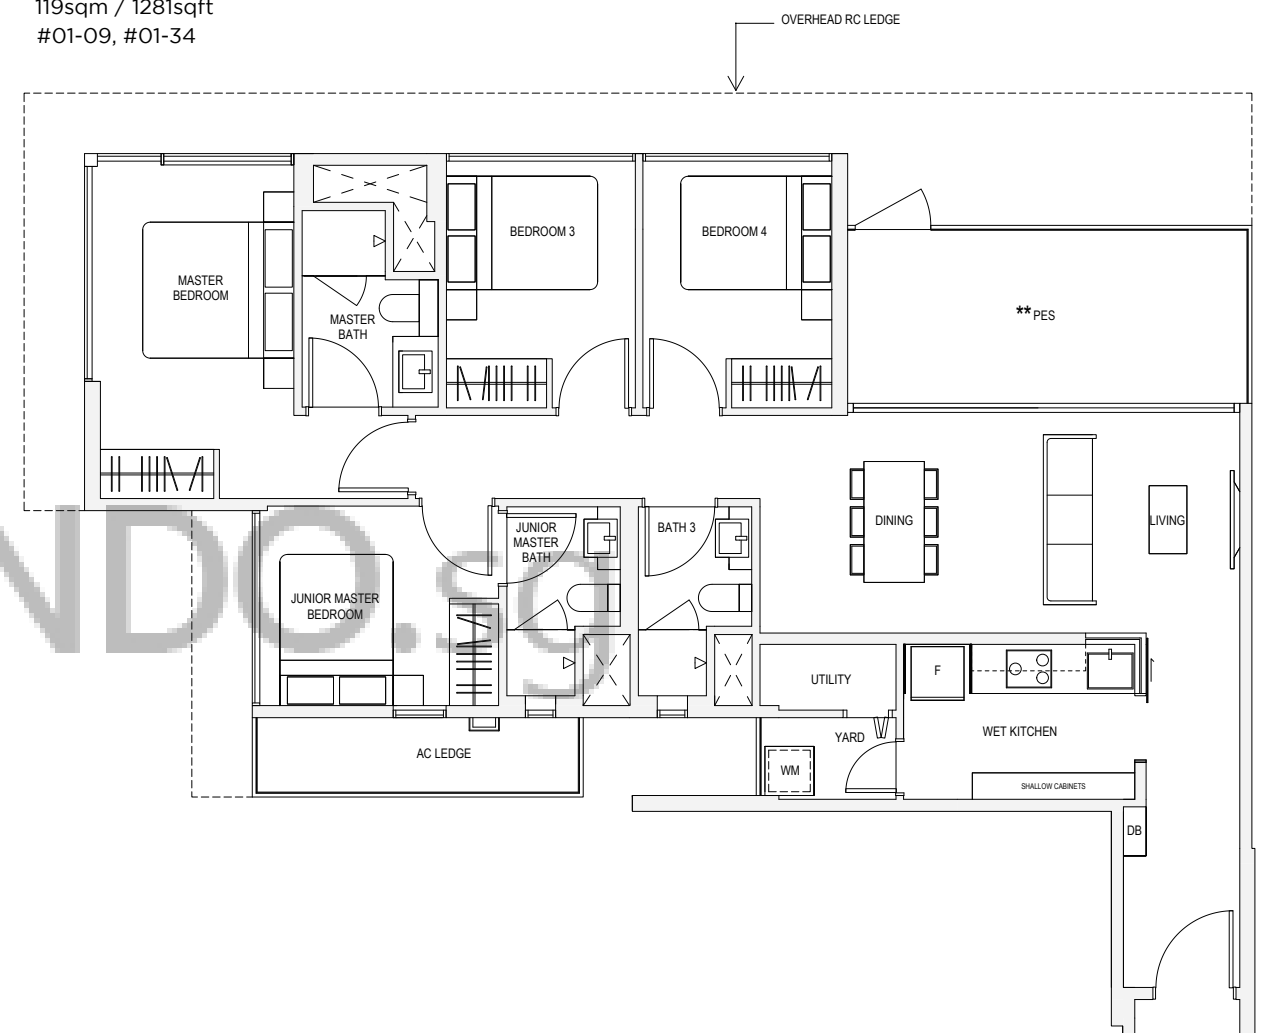 119sqm / 1281sqft
#01-09, #01-34
OVERHEAD RC LEDGE
MASTER
BEDROOM
MASTER
BATH
BEDROOM 3
BEDROOM 4
**PES
DINING
LIVING
JUNIOR MASTER
BEDROOM
JUNIOR
MASTER
BATH
BATH 3
UTILITY
F
WET KITCHEN
YARD
WM
SHALLOW CABINETS
AC LEDGE
DB
NDO.sg